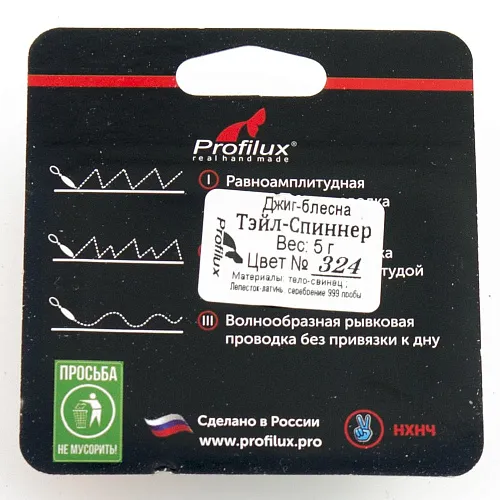 Profilux®
real hand made
I Равноамплитудная
дка
Джиг-блесна
Тэйл-Спиннер
Вес: 5 г
Цвет № 324
Материалы: тело-свинец;
Лепесток-латунь, серебрение 999 пробы
Profilux
ка
тудой
III Волнообразная рывковая
проводка без привязки к дну
ПРОСЬБА
НЕ МУСОРИТЬ!
Сделано в России
www.profilux.pro
НХНЧ